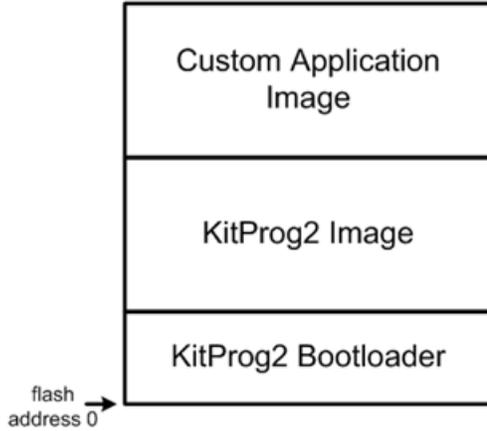 Custom Application
Image
KitProg2 Image
KitProg2 Bootloader
flash
address 0